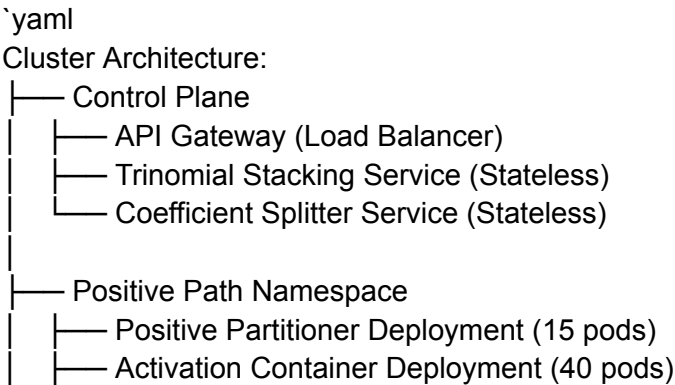 `yaml
Cluster Architecture:
├── Control Plane
│   ├── API Gateway (Load Balancer)
│   ├── Trinomial Stacking Service (Stateless)
│   └── Coefficient Splitter Service (Stateless)
│
├── Positive Path Namespace
│   ├── Positive Partitioner Deployment (15 pods)
│   ├── Activation Container Deployment (40 pods)